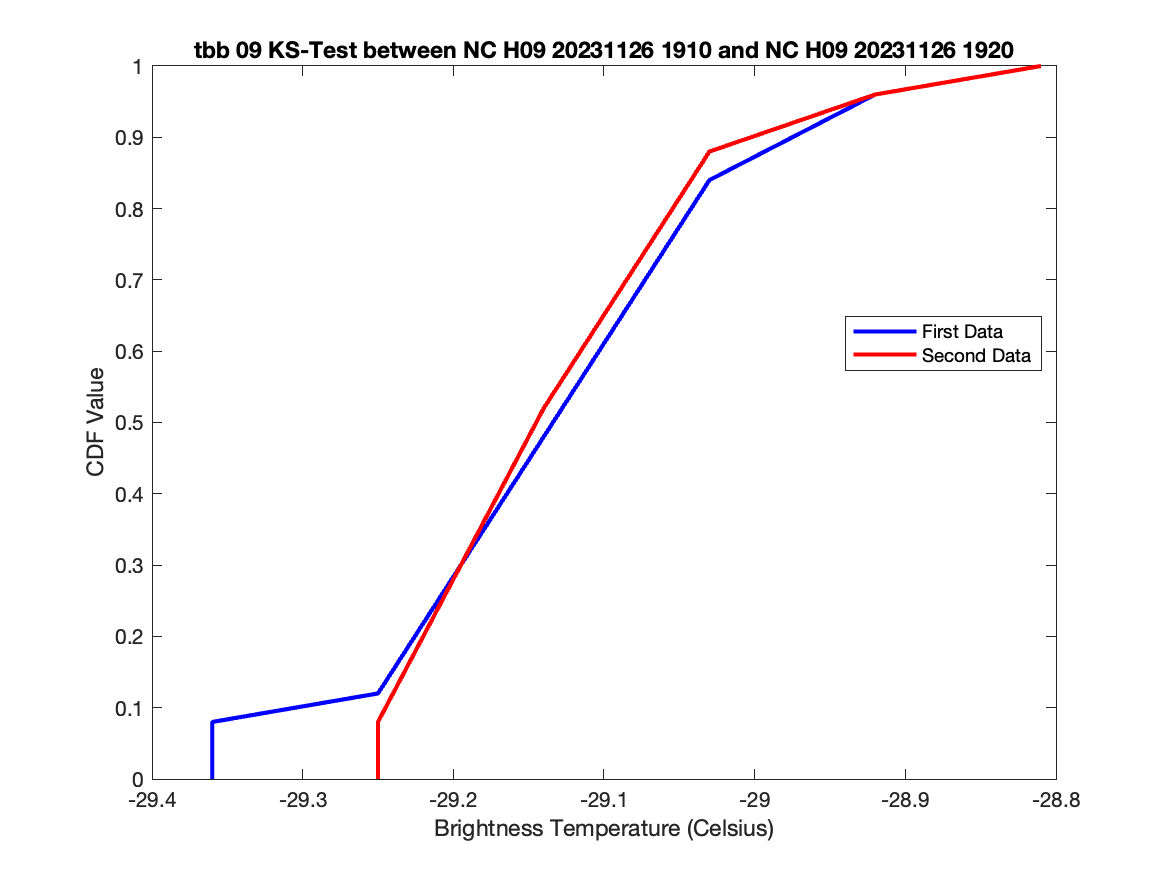 tbb 09 KS-Test between NC H09 20231126 1910 and NC H09 20231126 1920
1
0.9
0.8
0.7
0.6
0.5
0.4
0.3
0.2
0.1
0
CDF Value
First Data
Second Data
-29.4 -29.3 -29.2 -29.1 -29 -28.9 -28.8
Brightness Temperature (Celsius)